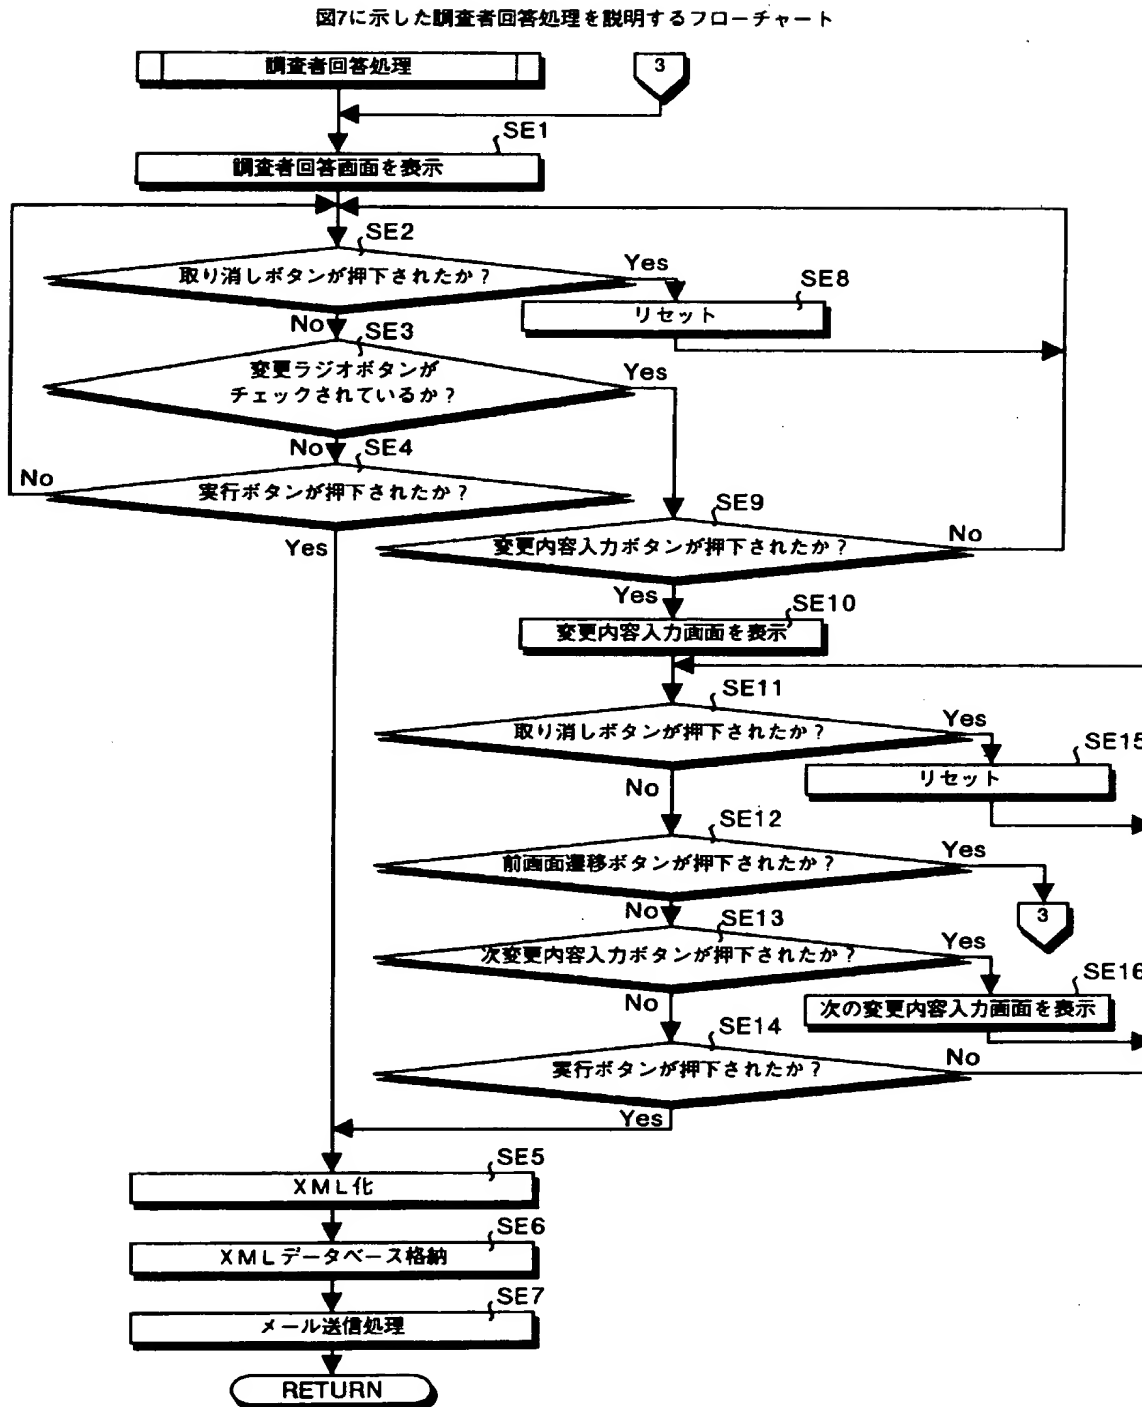 図7に示した調査者回答処理を説明するフローチャート
調査者回答処理
3
SE1
調査者回答画面を表示
SE2
取り消しボタンが押下されたか?
Yes
SE8
リセット
No
SE3
変更ラジオボタンが
チェックされているか?
Yes
No
SE4
No
実行ボタンが押下されたか?
Yes
SE9
変更内容入力ボタンが押下されたか?
No
Yes
SE10
変更内容入力画面を表示
SE11
取り消しボタンが押下されたか?
Yes
SE15
リセット
No
SE12
前画面遷移ボタンが押下されたか?
Yes
3
No
SE13
次変更内容入力ボタンが押下されたか?
Yes
SE16
次の変更内容入力画面を表示
No
SE14
実行ボタンが押下されたか?
No
Yes
SE5
XML化
SE6
XMLデータベース格納
SE7
メール送信処理
RETURN